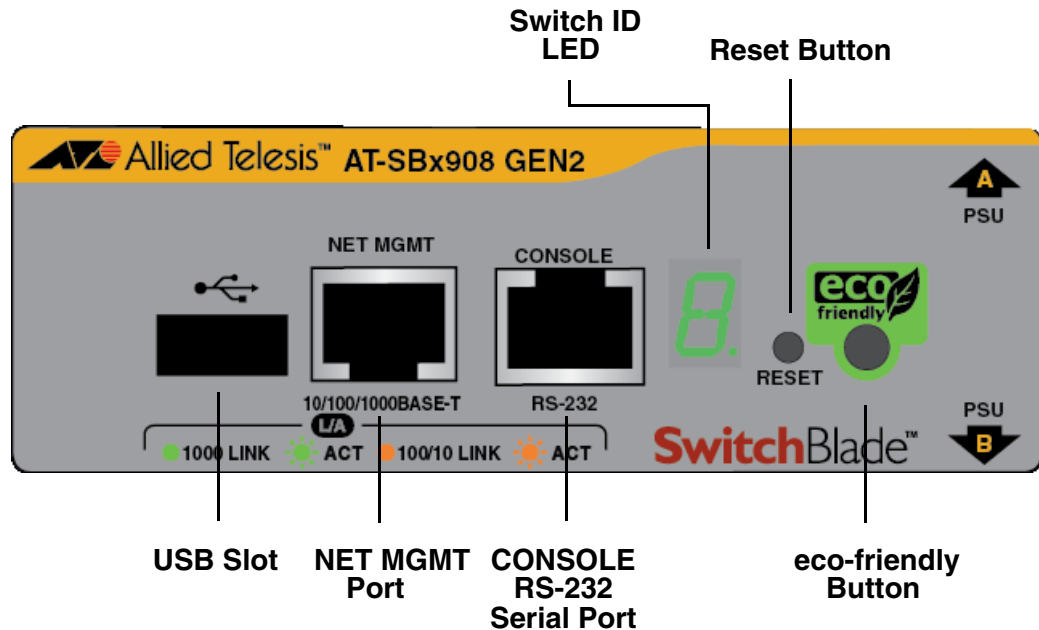 Switch ID
LED
Reset Button
Allied Telesis™ AT-SBx908 GEN2
A
PSU
NET MGMT
CONSOLE
eco
friendly
RESET
10/100/1000BASE-T
RS-232
L/A
1000 LINK ACT 100/10 LINK ACT
SwitchBlade™
PSU
B
USB Slot
NET MGMT
Port
CONSOLE
RS-232
Serial Port
eco-friendly
Button